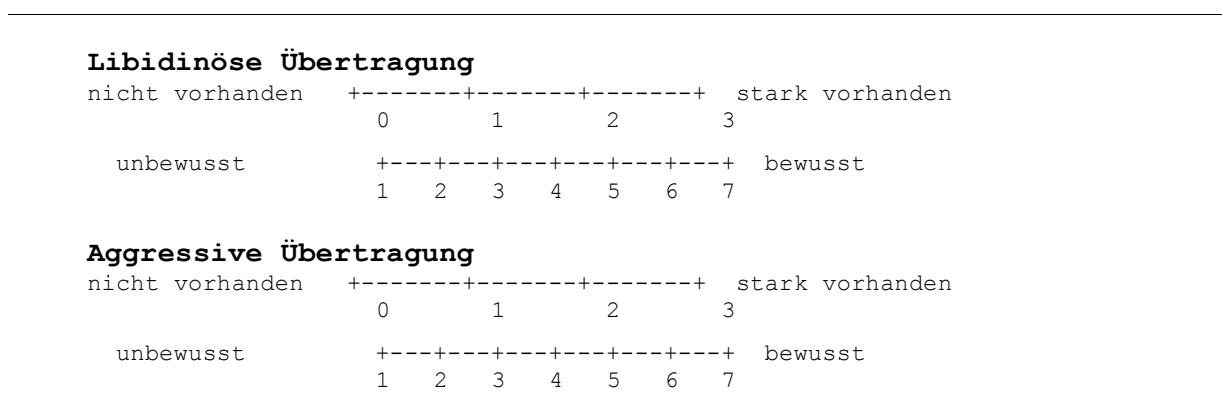 Libidinöse Übertragung
nicht vorhanden +-------+-------+-------+ stark vorhanden
0 1 2 3
unbewusst +---+---+---+---+---+---+ bewusst
1 2 3 4 5 6 7
Aggressive Übertragung
nicht vorhanden +-------+-------+-------+ stark vorhanden
0 1 2 3
unbewusst +---+---+---+---+---+---+ bewusst
1 2 3 4 5 6 7